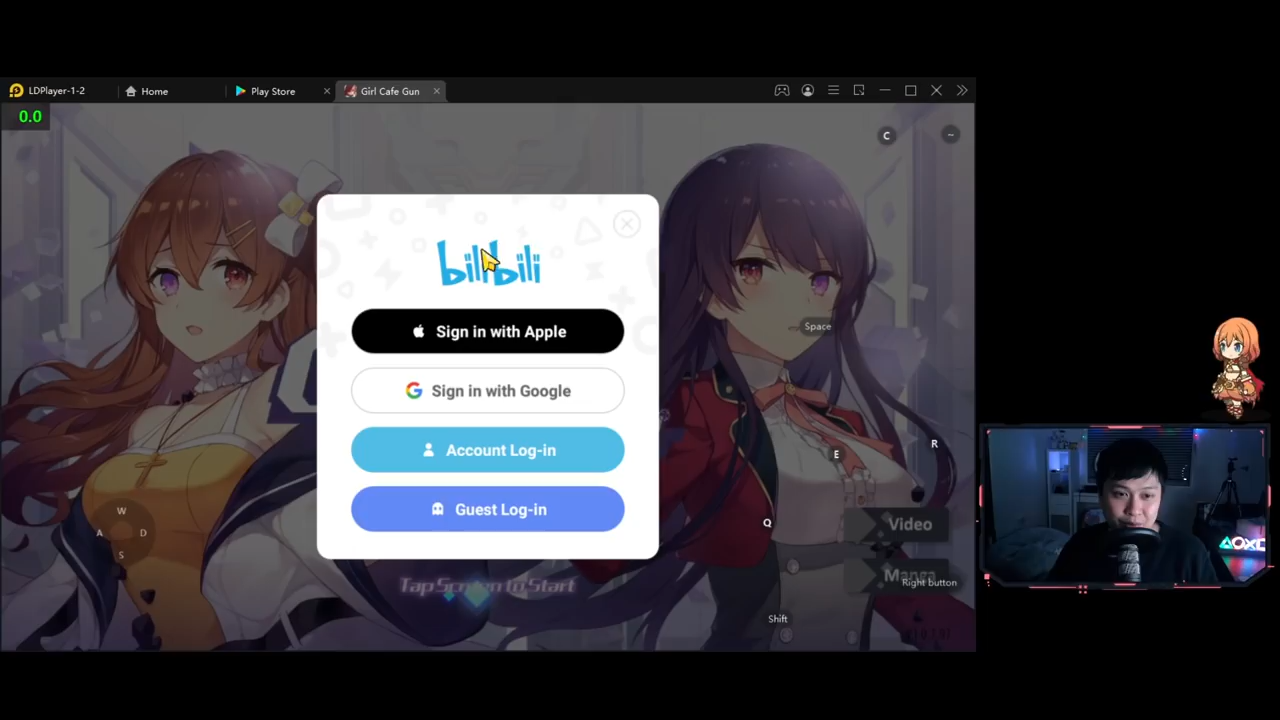 LDPlayer-1-2
Home
Play Store
Girl Cafe Gun
0.0
C
~
bilibili
Sign in with Apple
Space
Sign in with Google
R
Account Log-in
E
W
Guest Log-in
Q
Video
A
D
S
Tap Screen to Start
Manga
Right button
Shift